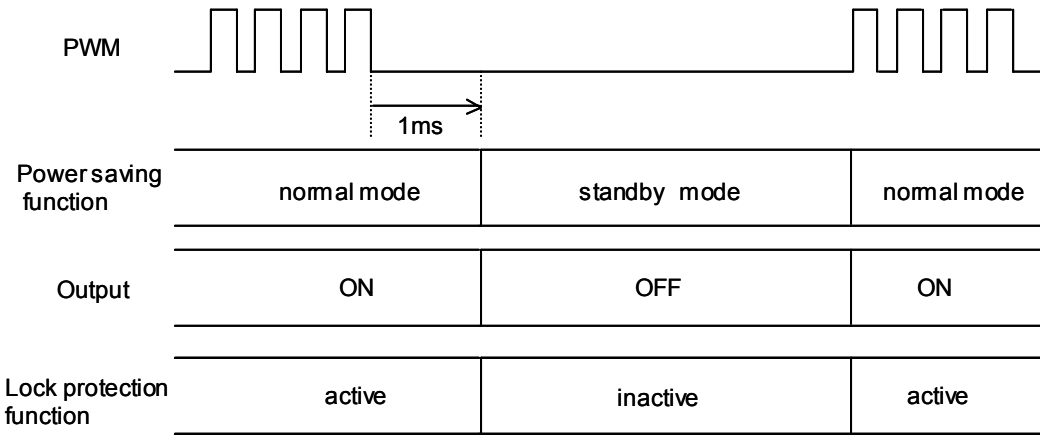 PWM
1ms
Power saving
function
normal mode
standby mode
normal mode
Output
ON
OFF
ON
Lock protection
function
active
inactive
active